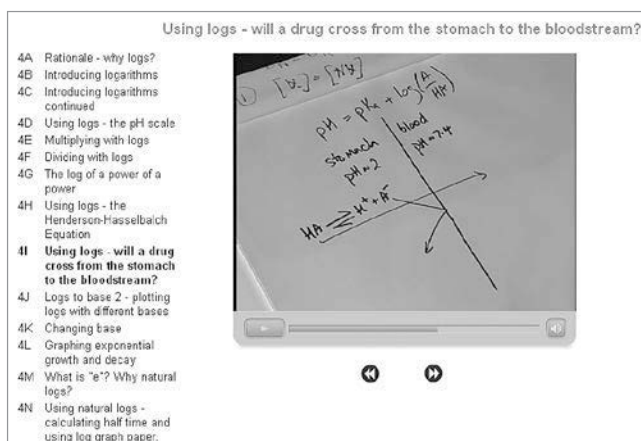 Using logs - will a drug cross from the stomach to the bloodstream?
4A Rationale - why logs?
4B Introducing logarithms
4C Introducing logarithms
continued
4D Using logs - the pH scale
4E Multiplying with logs
4F Dividing with logs
4G The log of a power of a
power
4H Using logs - the
Henderson-Hasselbalch
Equation
4I Using logs - will a drug
cross from the stomach
to the bloodstream?
4J Logs to base 2 - plotting
logs with different bases
4K Changing base
4L Graphing exponential
growth and decay
4M What is "e"? Why natural
logs?
4N Using natural logs -
calculating half time and
using log graph paper.
①
pH = pKa + log(A/HA)
stomach
pH=2
blood
pH=7.4
HA ⇌ H⁺ + A⁻